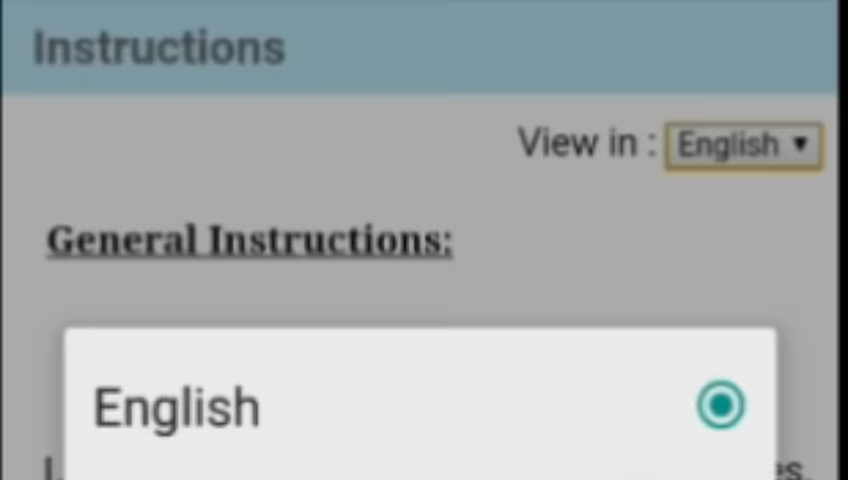 Instructions
View in : English ▼
General Instructions:
English